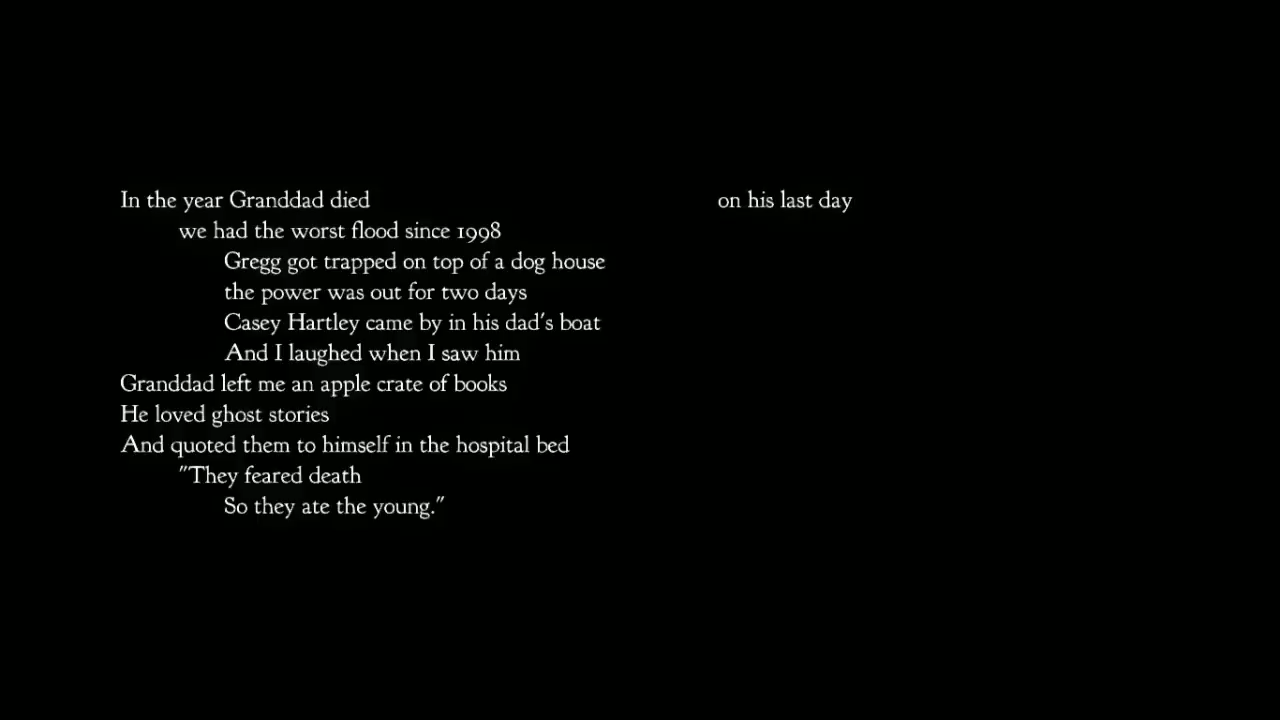 In the year Granddad died
we had the worst flood since 1998
Gregg got trapped on top of a dog house
the power was out for two days
Casey Hartley came by in his dad's boat
And I laughed when I saw him
Granddad left me an apple crate of books
He loved ghost stories
And quoted them to himself in the hospital bed
"They feared death
So they ate the young."
on his last day